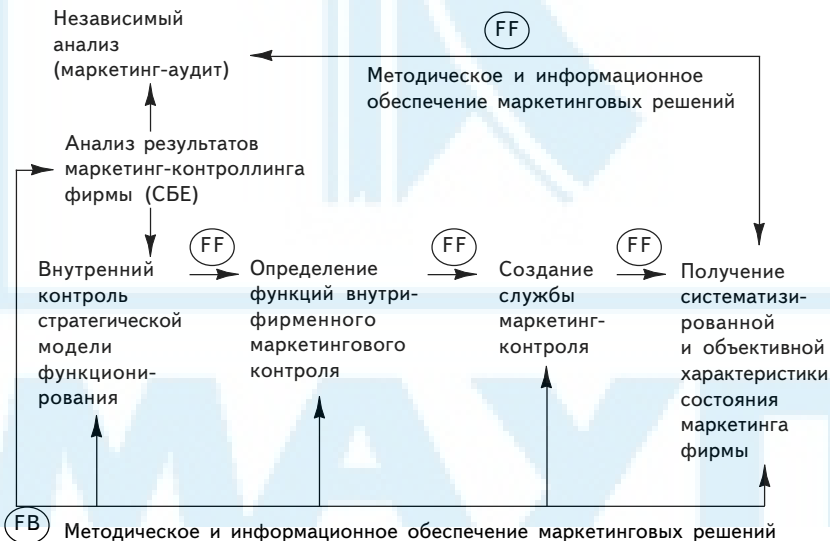 Независимый
анализ
(маркетинг-аудит)
FF
Методическое и информационное
обеспечение маркетинговых решений
Анализ результатов
маркетинг-контроллинга
фирмы (СБЕ)
FF
FF
FF
Внутренний
контроль
стратегической
модели
функциони-
рования
Определение
функций внутри-
фирменного
маркетингового
контроля
Создание
службы
маркетинг-
контроля
Получение
систематизи-
рованной
и объективной
характеристики
состояния
маркетинга
фирмы
FB
Методическое и информационное обеспечение маркетинговых решений
МАУП